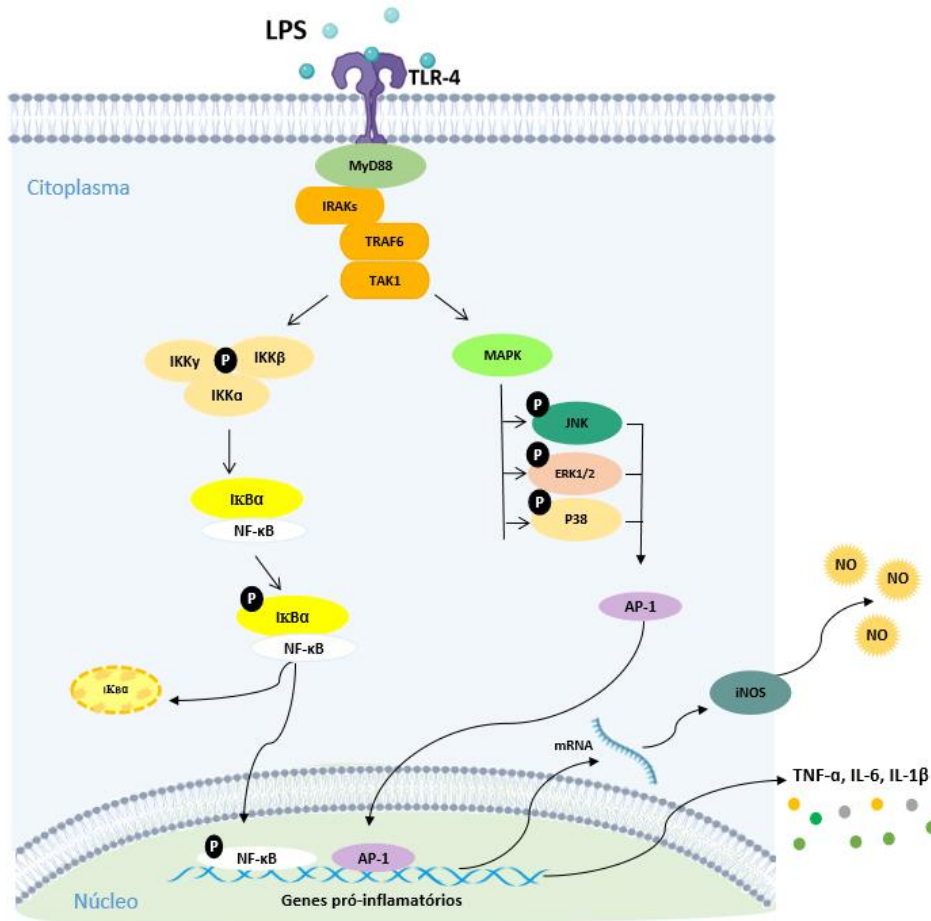 LPS
TLR-4
MyD88
Citoplasma
IRAKs
TRAF6
TAK1
IKKγ
P
IKKβ
IKKα
MAPK
P
JNK
P
ERK1/2
P
P38
IκBα
NF-κB
P
IκBα
NF-κB
AP-1
NO
NO
NO
IκBα
iNOS
mRNA
TNF-α, IL-6, IL-1β
P
NF-κB
AP-1
Genes pró-inflamatórios
Núcleo